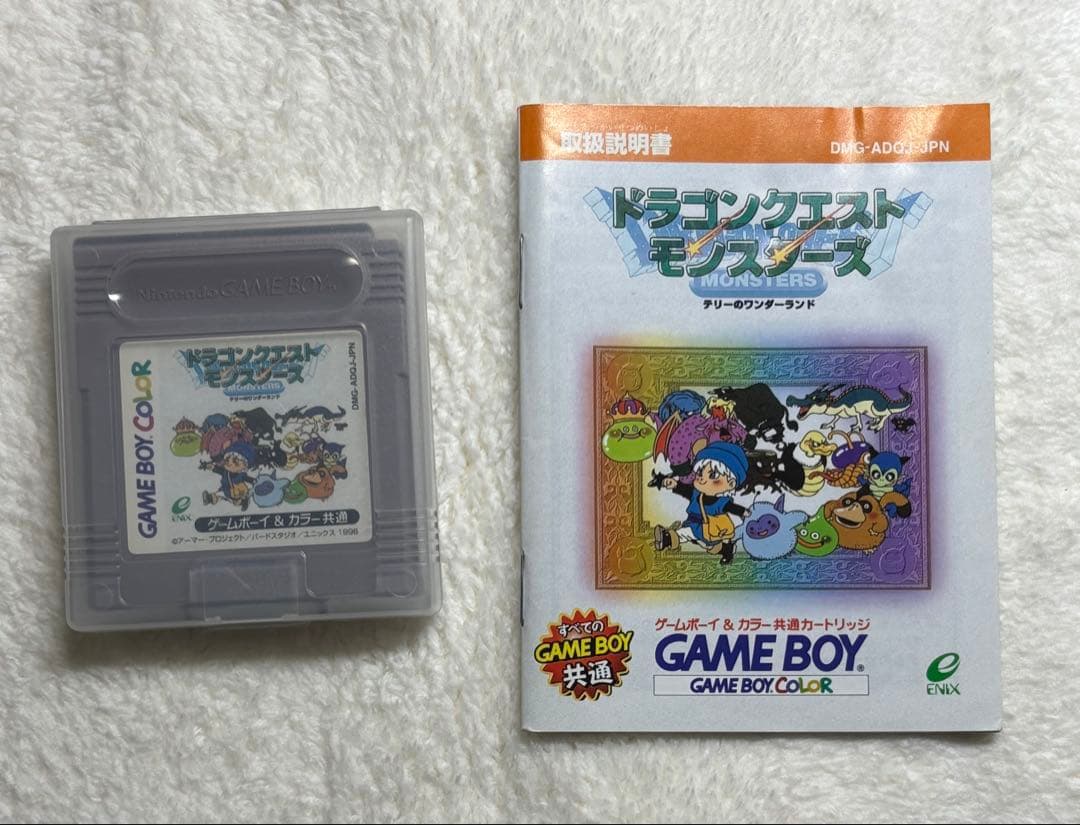 Nintendo GAME BOY
ドラゴンクエスト
モンスターズ
MONSTERS
テリーのワンダーランド
DMG-ADQJ-JPN
GAME BOY COLOR
ENIX
ゲームボーイ & カラー共通
©アーマー・プロジェクト/バードスタジオ/エニックス 1998
取扱説明書
DMG-ADQJ-JPN
ドラゴンクエスト
モンスターズ
MONSTERS
テリーのワンダーランド
すべての
GAME BOY
共通
ゲームボーイ & カラー共通カートリッジ
GAME BOY®
GAME BOY COLOR
ENIX